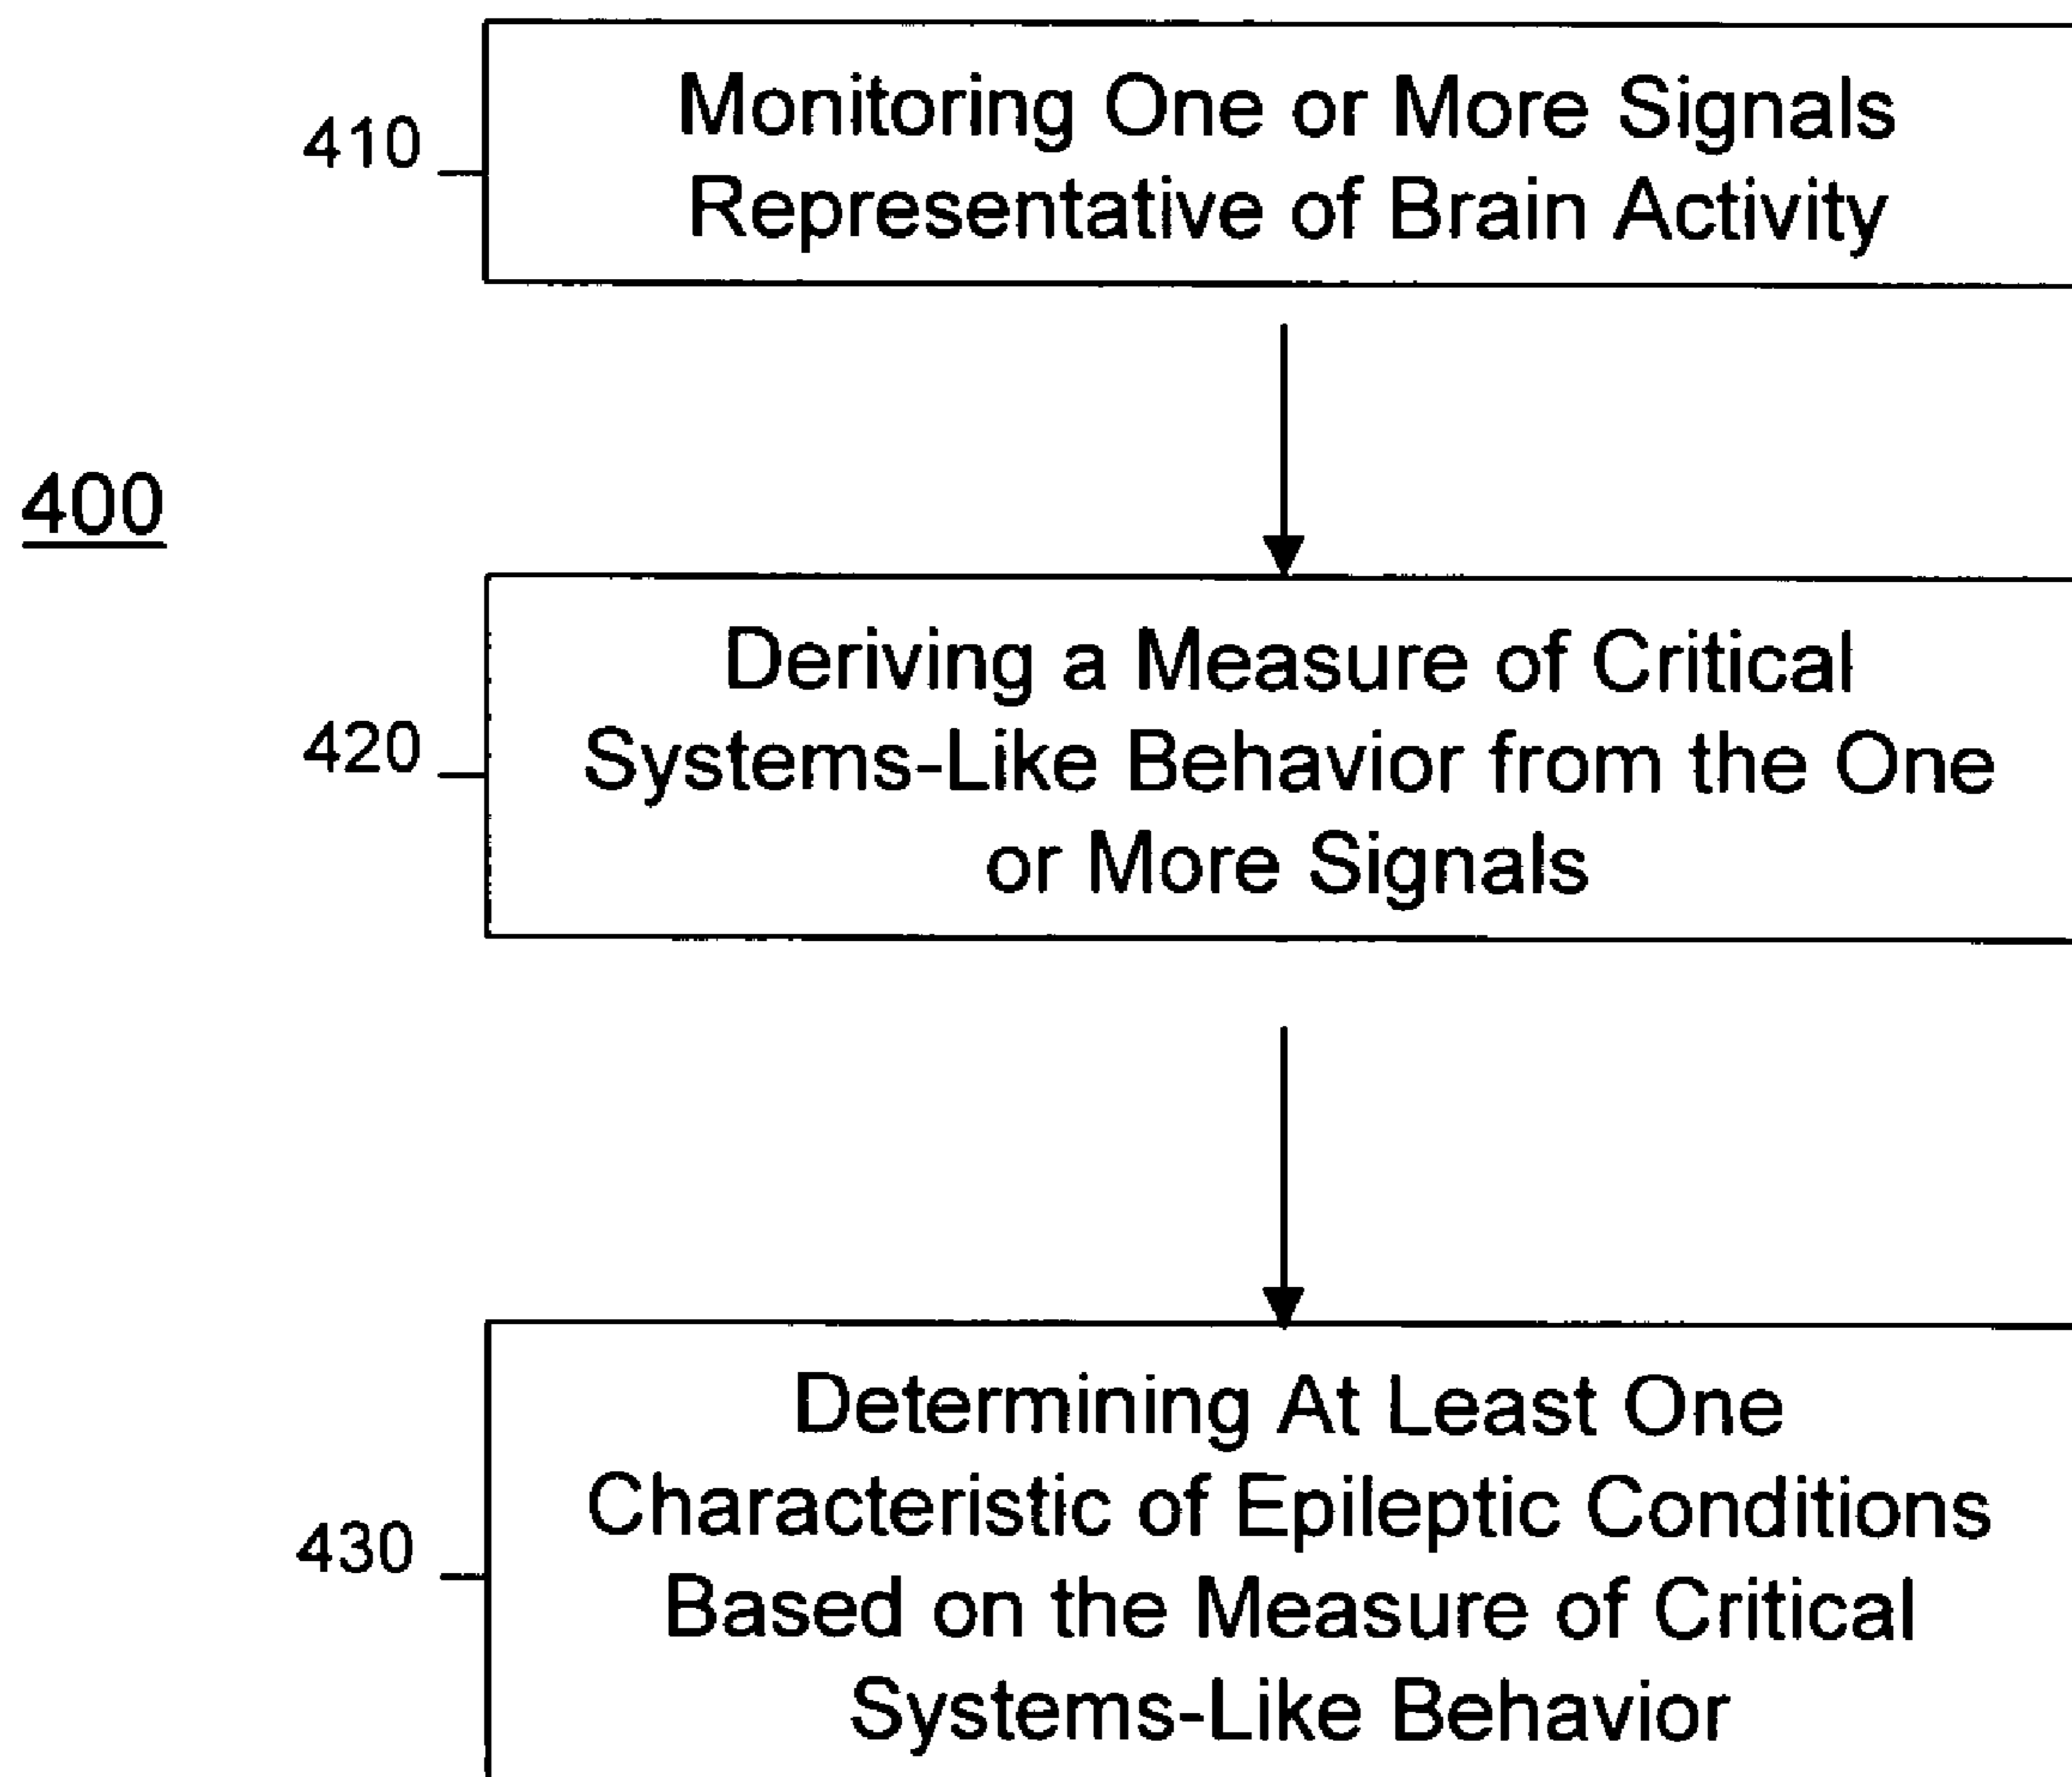 410
Monitoring One or More Signals
Representative of Brain Activity
400
420
Deriving a Measure of Critical
Systems-Like Behavior from the One
or More Signals
430
Determining At Least One
Characteristic of Epileptic Conditions
Based on the Measure of Critical
Systems-Like Behavior